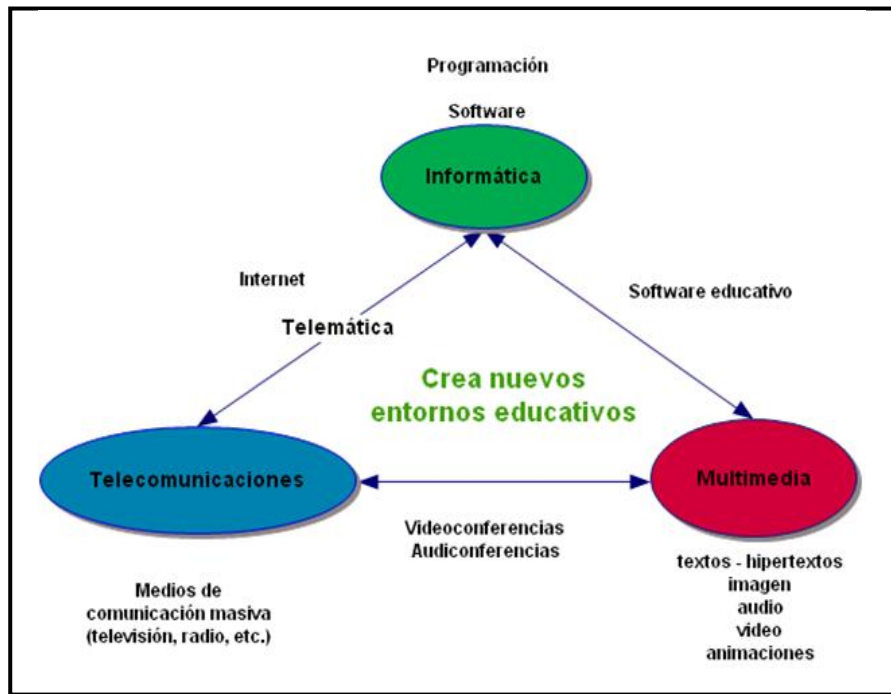 Programación
Software
Informática
Internet
Software educativo
Telemática
Crea nuevos
entornos educativos
Telecomunicaciones
Multimedia
Videoconferencias
Audiconferencias
textos - hipertextos
imagen
audio
video
animaciones
Medios de
comunicación masiva
(televisión, radio, etc.)